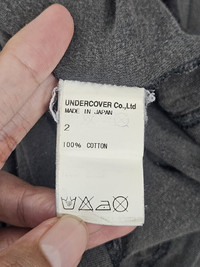 UNDERCOVER Co.,Ltd
MADE IN JAPAN
2
100% COTTON